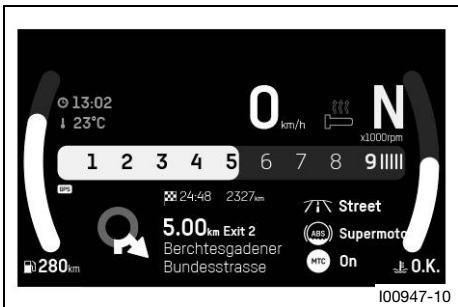 13:02
23°C
0 km/h
N
x1000rpm
1 2 3 4 5 6 7 8 9
GPS
24:48 2327km
5.00km Exit 2
Berchtesgadener
Bundesstrasse
Street
ABS Supermoto
MTC On
280km
O.K.
I00947-10